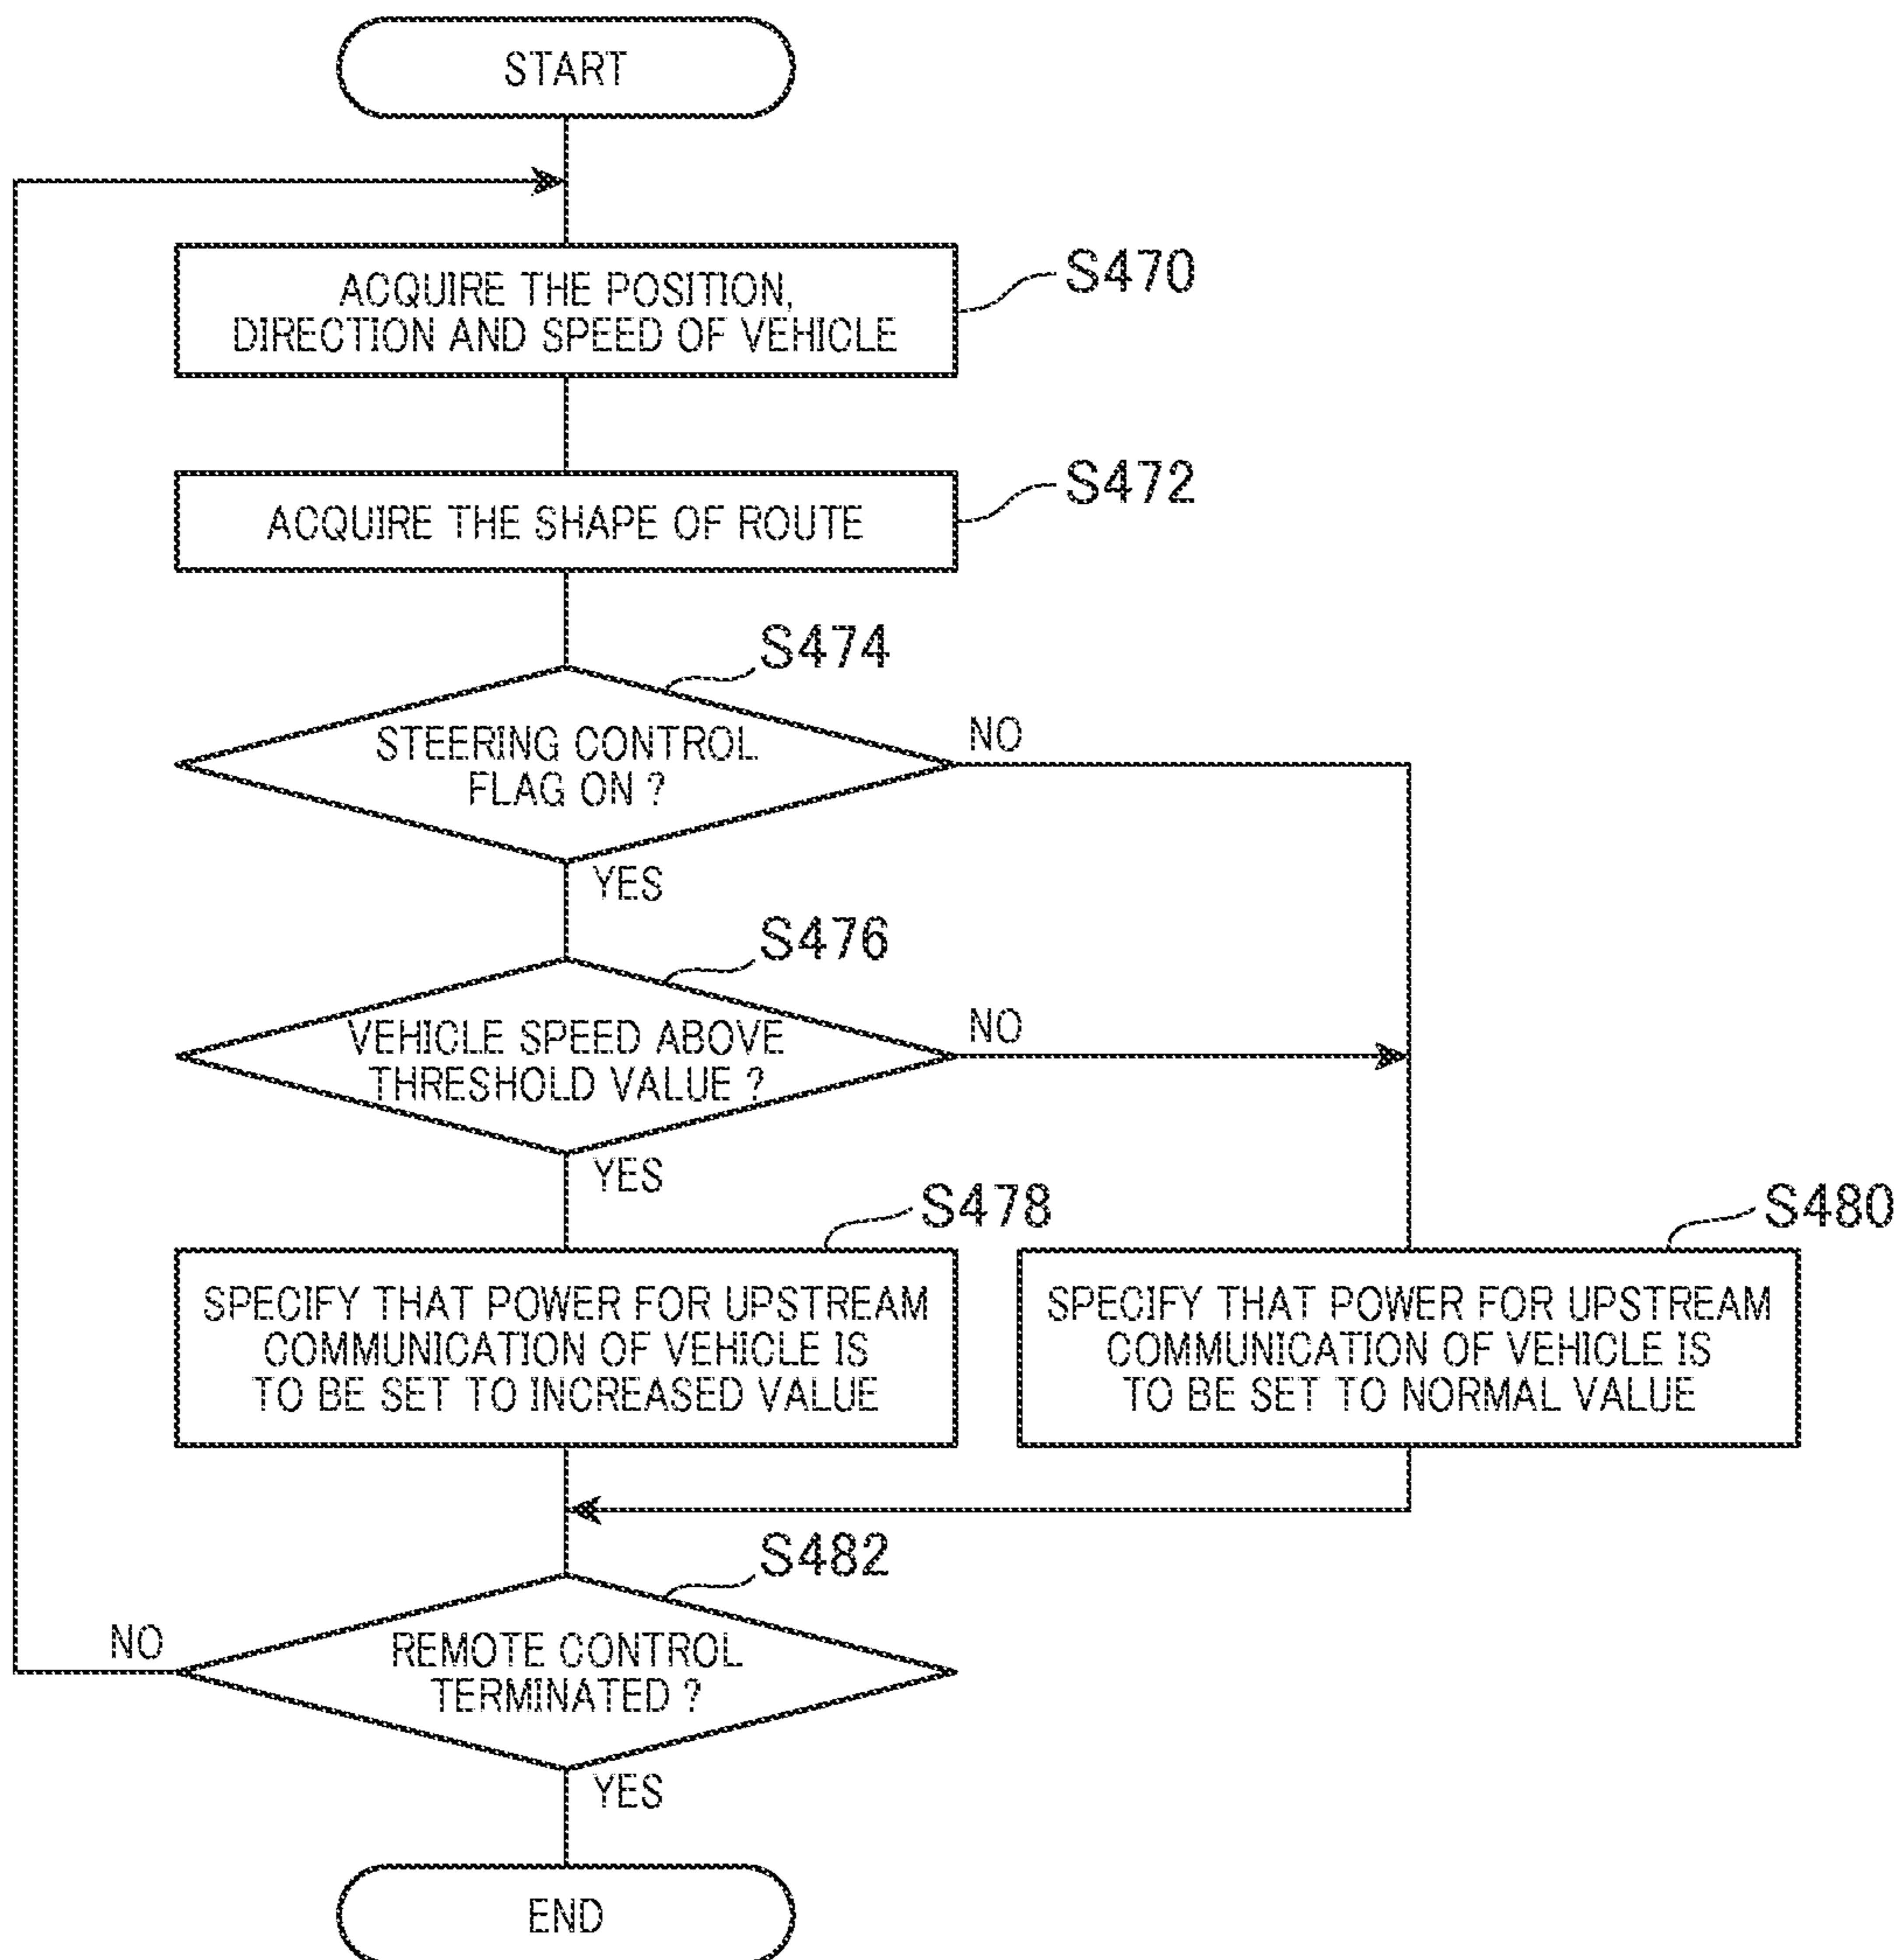 START
ACQUIRE THE POSITION,
DIRECTION AND SPEED OF VEHICLE
S470
ACQUIRE THE SHAPE OF ROUTE
S472
S474
STEERING CONTROL
FLAG ON ?
NO
YES
S476
VEHICLE SPEED ABOVE
THRESHOLD VALUE ?
NO
YES
S478
SPECIFY THAT POWER FOR UPSTREAM
COMMUNICATION OF VEHICLE IS
TO BE SET TO INCREASED VALUE
S480
SPECIFY THAT POWER FOR UPSTREAM
COMMUNICATION OF VEHICLE IS
TO BE SET TO NORMAL VALUE
S482
REMOTE CONTROL
TERMINATED ?
NO
YES
END